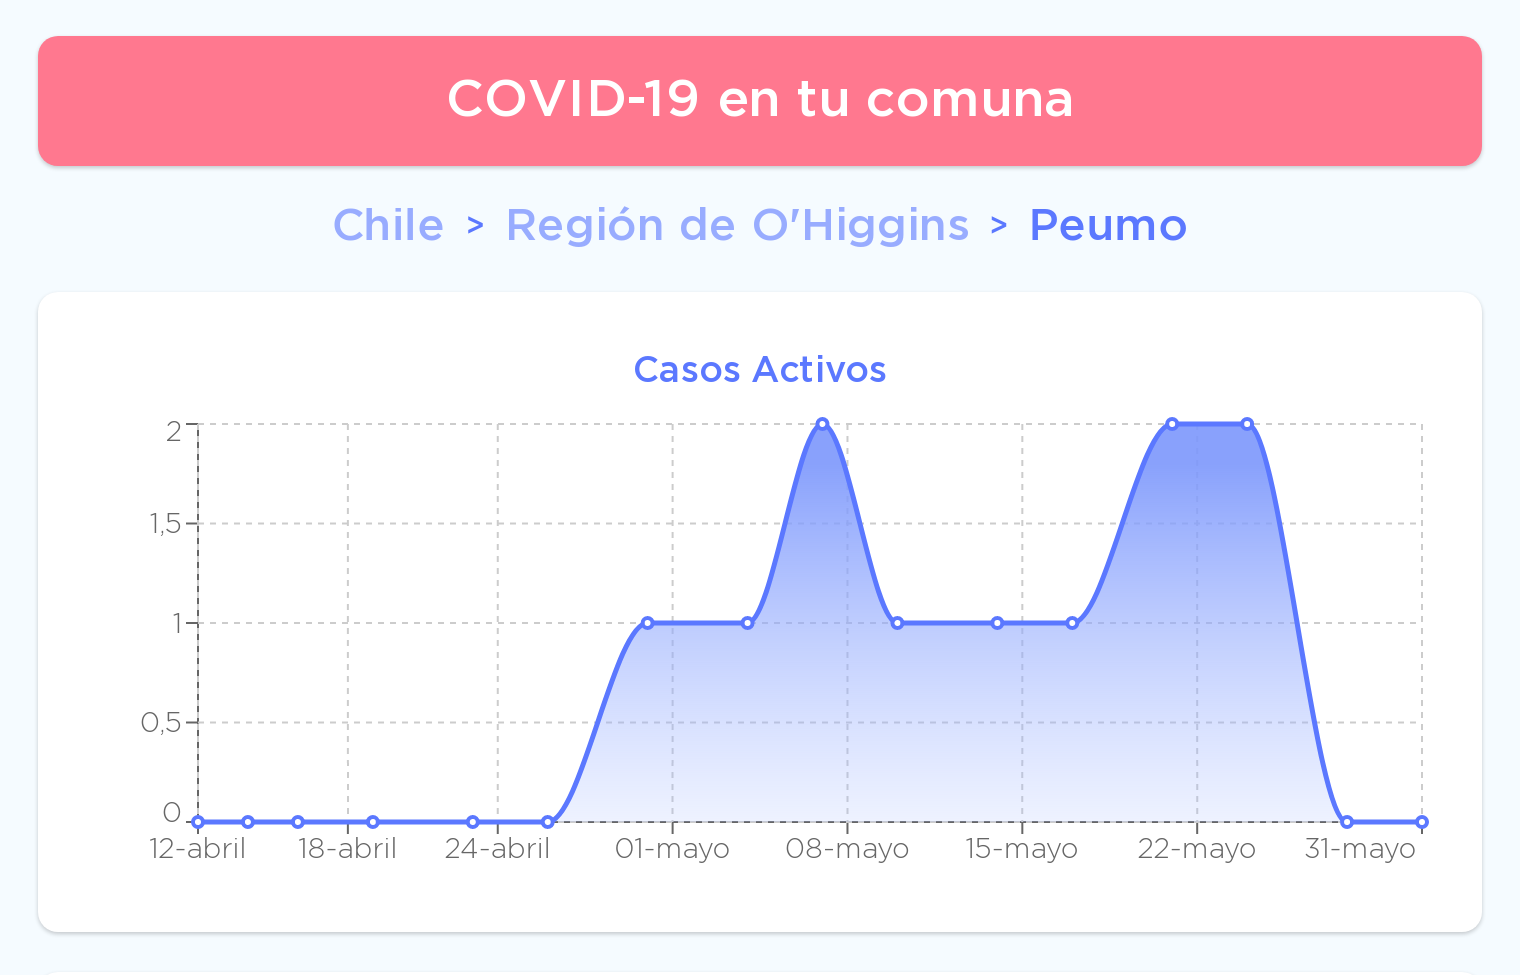 COVID-19 en tu comuna
Chile > Región de O'Higgins > Peumo
Casos Activos
2
1,5
1
0,5
0
12-abril 18-abril 24-abril 01-mayo 08-mayo 15-mayo 22-mayo 31-mayo